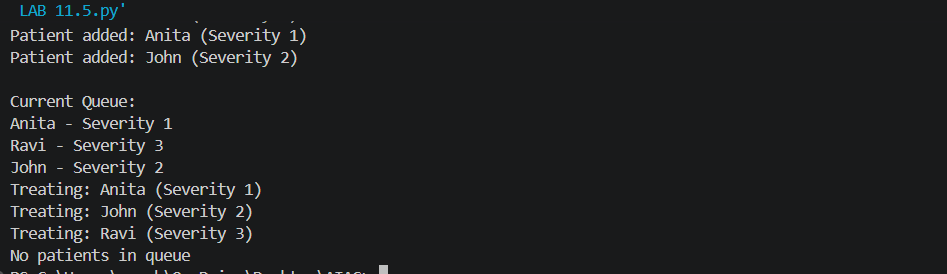 LAB 11.5.py'
Patient added: Anita (Severity 1)
Patient added: John (Severity 2)
Current Queue:
Anita - Severity 1
Ravi - Severity 3
John - Severity 2
Treating: Anita (Severity 1)
Treating: John (Severity 2)
Treating: Ravi (Severity 3)
No patients in queue